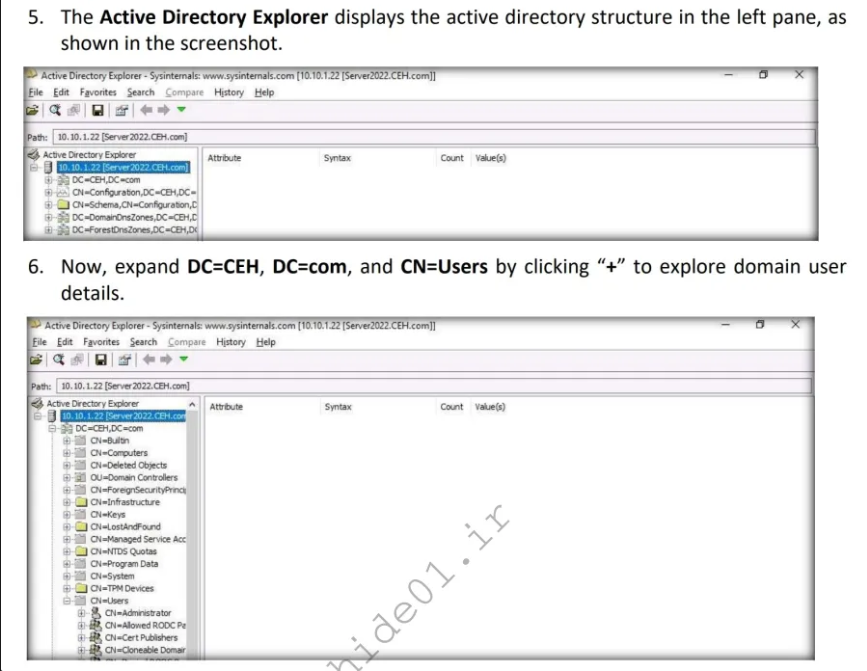 5. The Active Directory Explorer displays the active directory structure in the left pane, as
shown in the screenshot.
Active Directory Explorer - Sysinternals: www.sysinternals.com [10.10.1.22 [Server2022.CEH.com]]
File Edit Favorites Search Compare History Help
Path: 10.10.1.22 [Server2022.CEH.com]
Active Directory Explorer
Attribute Syntax Count Value(s)
10.10.1.22 [Server2022.CEH.com]
DC=CEH,DC=com
CN=Configuration,DC=CEH,DC=
CN=Schema,CN=Configuration,D
DC=DomainDnsZones,DC=CEH,D
DC=ForestDnsZones,DC=CEH,D
6. Now, expand DC=CEH, DC=com, and CN=Users by clicking “+” to explore domain user
details.
Active Directory Explorer - Sysinternals: www.sysinternals.com [10.10.1.22 [Server2022.CEH.com]]
File Edit Favorites Search Compare History Help
Path: 10.10.1.22 [Server2022.CEH.com]
Active Directory Explorer
Attribute Syntax Count Value(s)
10.10.1.22 [Server2022.CEH.com
DC=CEH,DC=com
CN=Builtin
CN=Computers
CN=Deleted Objects
OU=Domain Controllers
CN=ForeignSecurityPrincip
CN=Infrastructure
CN=Keys
CN=LostAndFound
CN=Managed Service Acc
CN=NTDS Quotas
CN=Program Data
CN=System
CN=TPM Devices
CN=Users
CN=Administrator
CN=Allowed RODC Pa
CN=Cert Publishers
CN=Cloneable Domair
hide01.ir